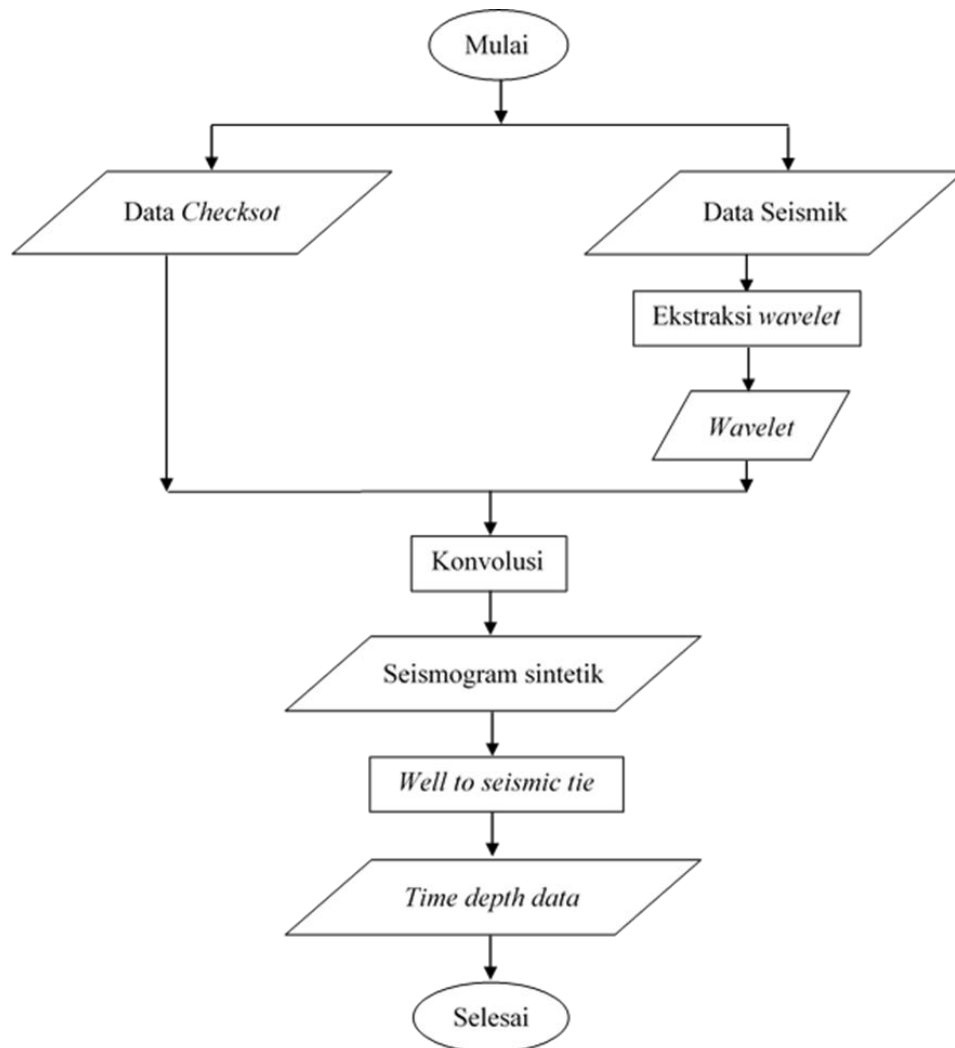 Mulai
Data Checksot
Data Seismik
Ekstraksi wavelet
Wavelet
Konvolusi
Seismogram sintetik
Well to seismic tie
Time depth data
Selesai